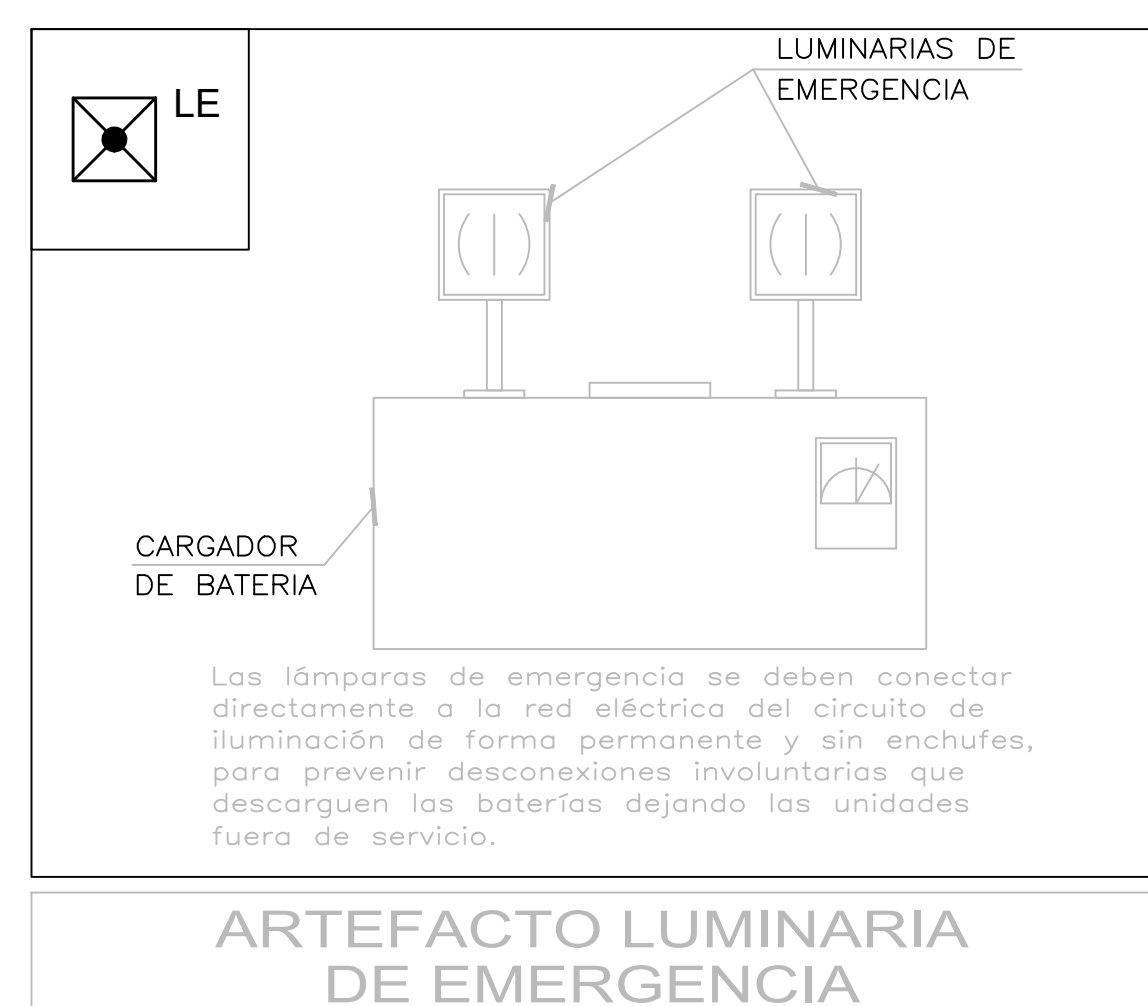 LE
LUMINARIAS DE
EMERGENCIA
CARGADOR
DE BATERIA
Las lámparas de emergencia se deben conectar
directamente a la red eléctrica del circuito de
iluminación de forma permanente y sin enchufes,
para prevenir desconexiones involuntarias que
descarguen las baterías dejando las unidades
fuera de servicio.
ARTEFACTO LUMINARIA
DE EMERGENCIA